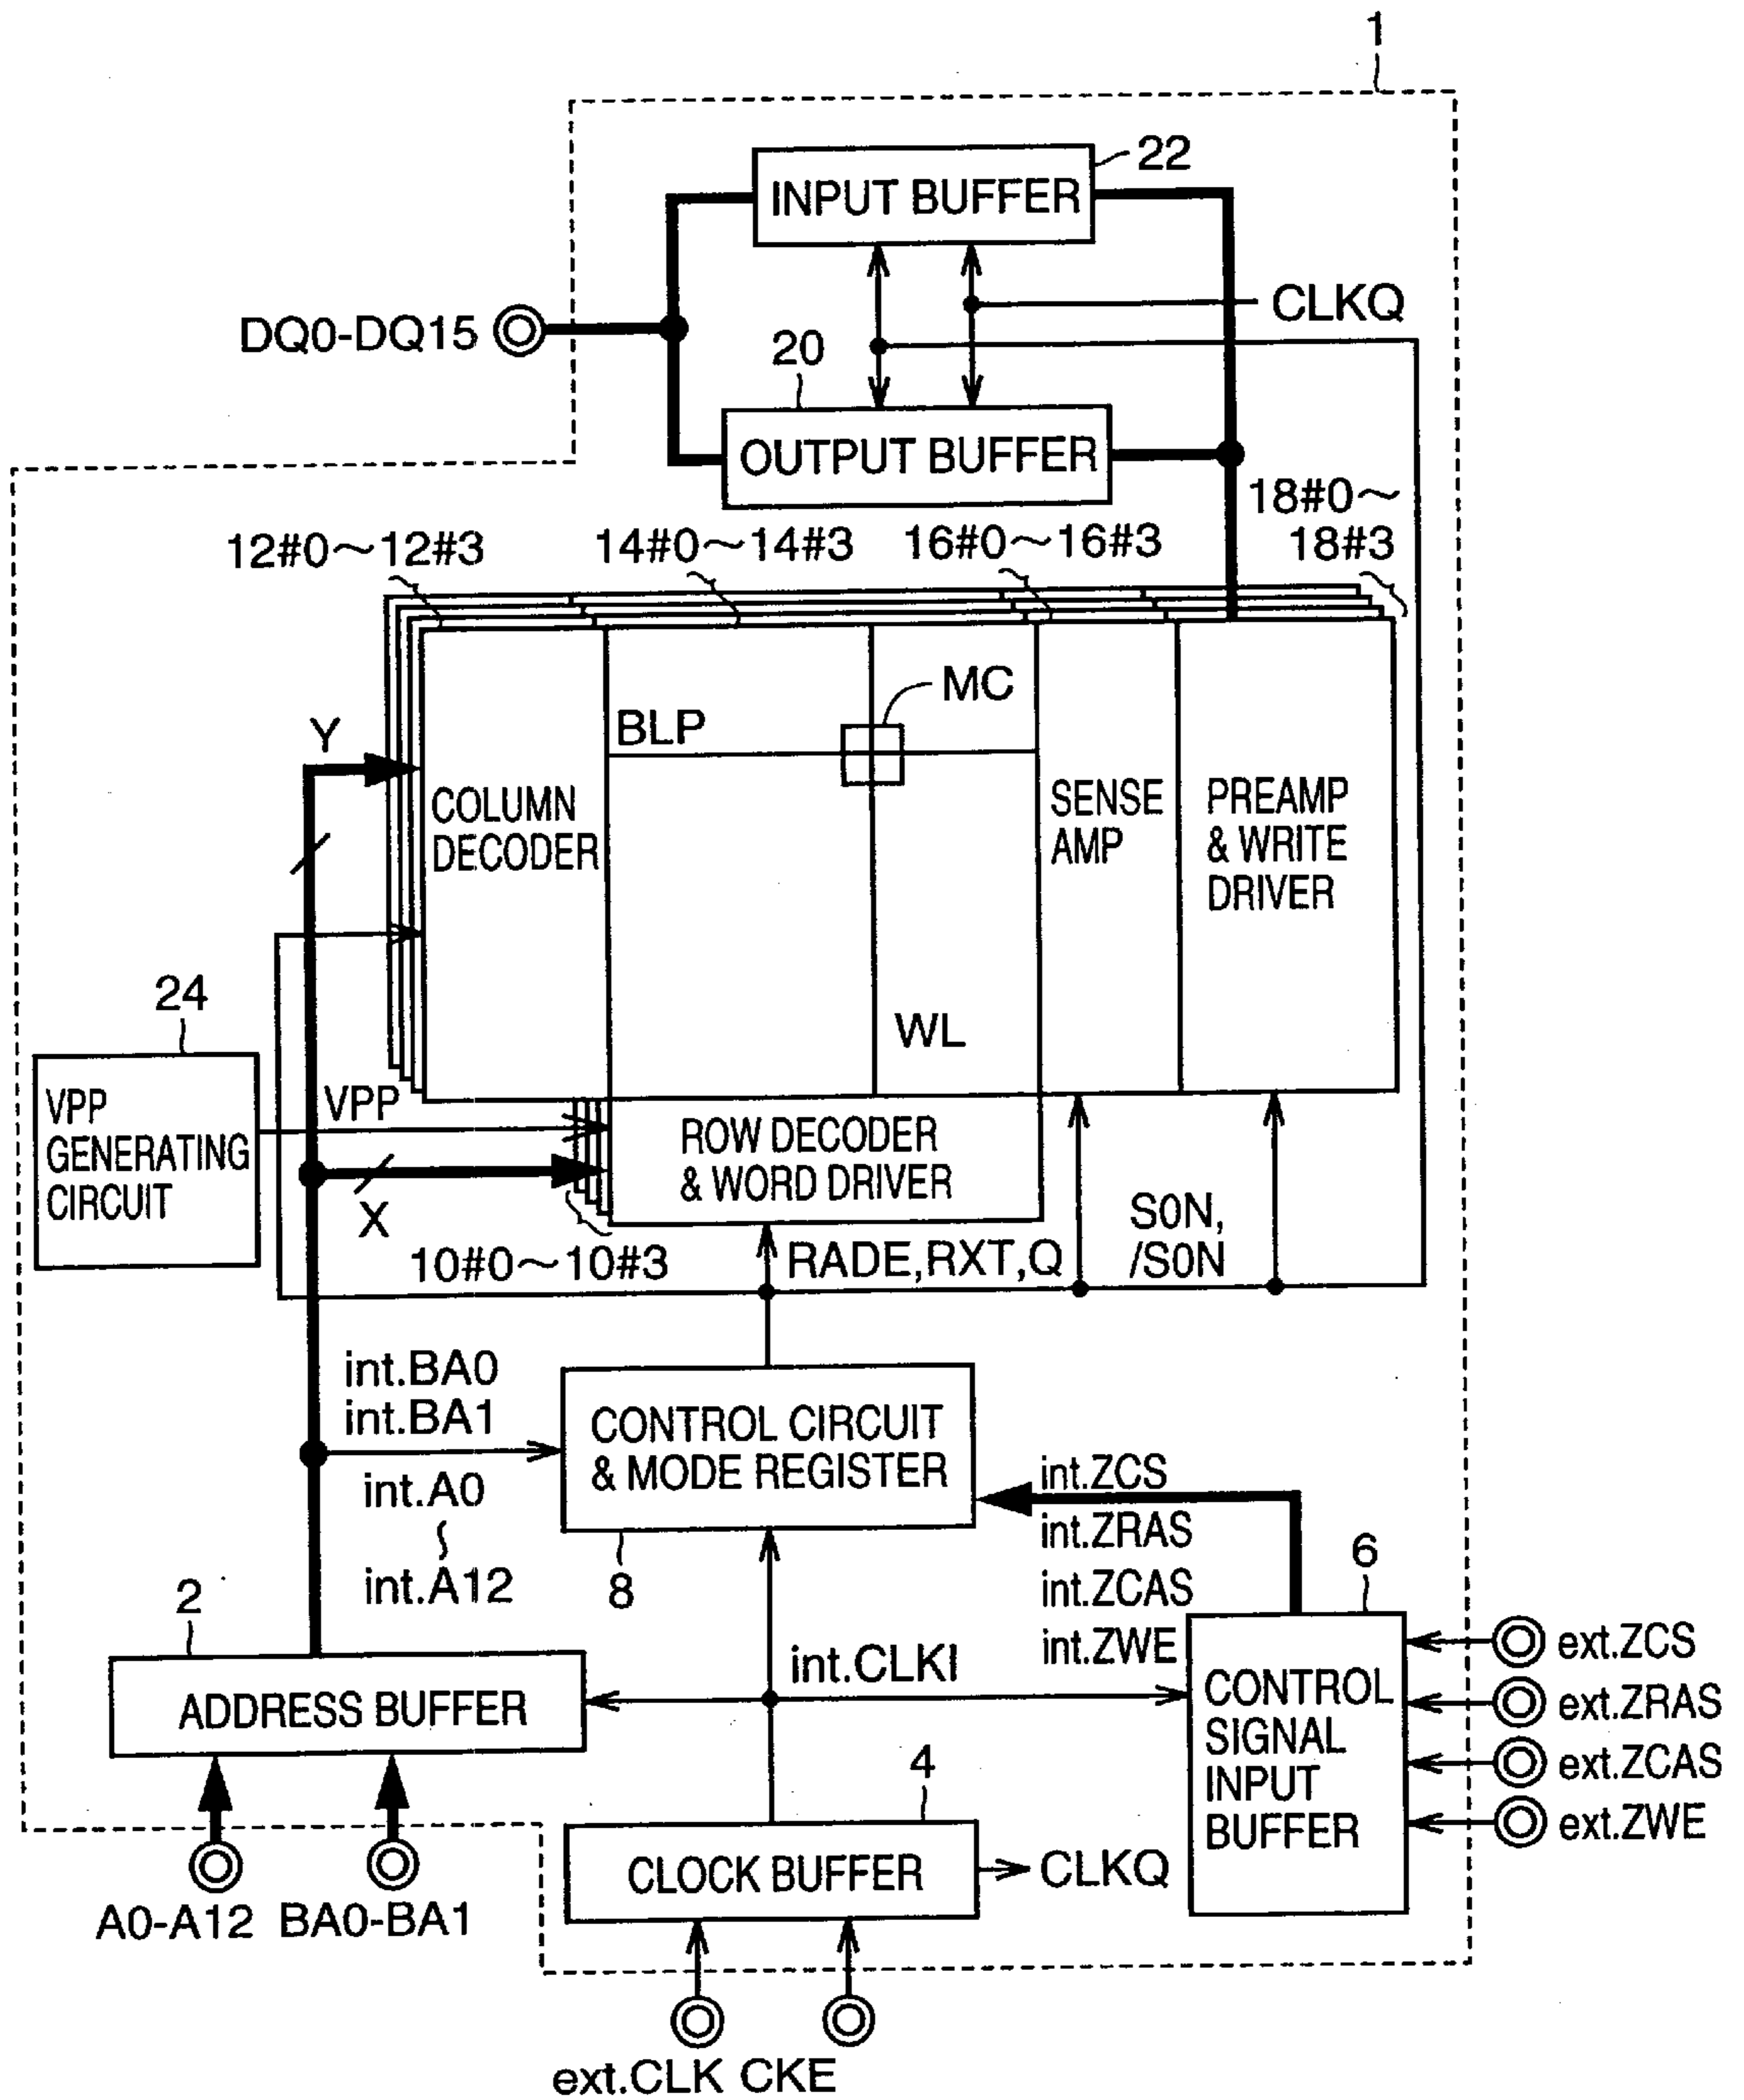 1
22
INPUT BUFFER
CLKQ
DQ0-DQ15
20
OUTPUT BUFFER
18#0~
18#3
12#0~12#3
14#0~14#3
16#0~16#3
MC
Y
BLP
COLUMN
DECODER
SENSE
AMP
PREAMP
& WRITE
DRIVER
24
WL
VPP
GENERATING
CIRCUIT
VPP
ROW DECODER
& WORD DRIVER
X
10#0~10#3
RADE,RXT,Q
S0N,
/S0N
int.BA0
int.BA1
CONTROL CIRCUIT
& MODE REGISTER
int.A0
~
int.A12
8
int.ZCS
int.ZRAS
int.ZCAS
int.ZWE
6
2
int.CLKI
ADDRESS BUFFER
CONTROL
SIGNAL
INPUT
BUFFER
ext.ZCS
ext.ZRAS
ext.ZCAS
ext.ZWE
4
CLOCK BUFFER
CLKQ
A0-A12
BA0-BA1
ext.CLK
CKE